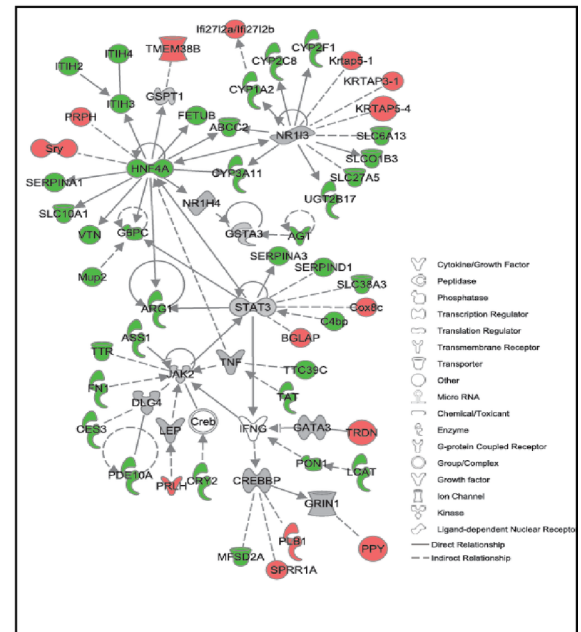 Ifi27l2a/Ifi27l2b
CYP2F1
ITIH4
TMEM38B
CYP2C8
Krtap5-1
ITIH2
KRTAP3-1
CYP1A2
ITIH3
GSPT1
KRTAP5-4
PRPH
FETUB
ABCC2
NR1I3
SLC6A13
Sry
SLCO1B3
HNF4A
CYP3A11
SLC27A5
SERPINA1
UGT2B17
NR1H4
SLC10A1
G6PC
GSTA3
AGT
VTN
SERPINA3
SERPIND1
Mup2
SLC38A3
ARG1
STAT3
Cox8c
C4bp
ASS1
BGLAP
TTR
TNF
JAK2
TTC39C
FN1
TAT
DLG4
Creb
LEP
IFNG
GATA3
CES3
TRDN
PON1
PDE10A
LCAT
PRLH
CRY2
CREBBP
GRIN1
PLB1
MFSD2A
PPY
SPRR1A
Cytokine/Growth Factor
Peptidase
Phosphatase
Transcription Regulator
Translation Regulator
Transmembrane Receptor
Transporter
Other
Micro RNA
Chemical/Toxicant
Enzyme
G-protein Coupled Receptor
Group/Complex
Growth factor
Ion Channel
Kinase
Ligand-dependent Nuclear Receptor
Direct Relationship
Indirect Relationship